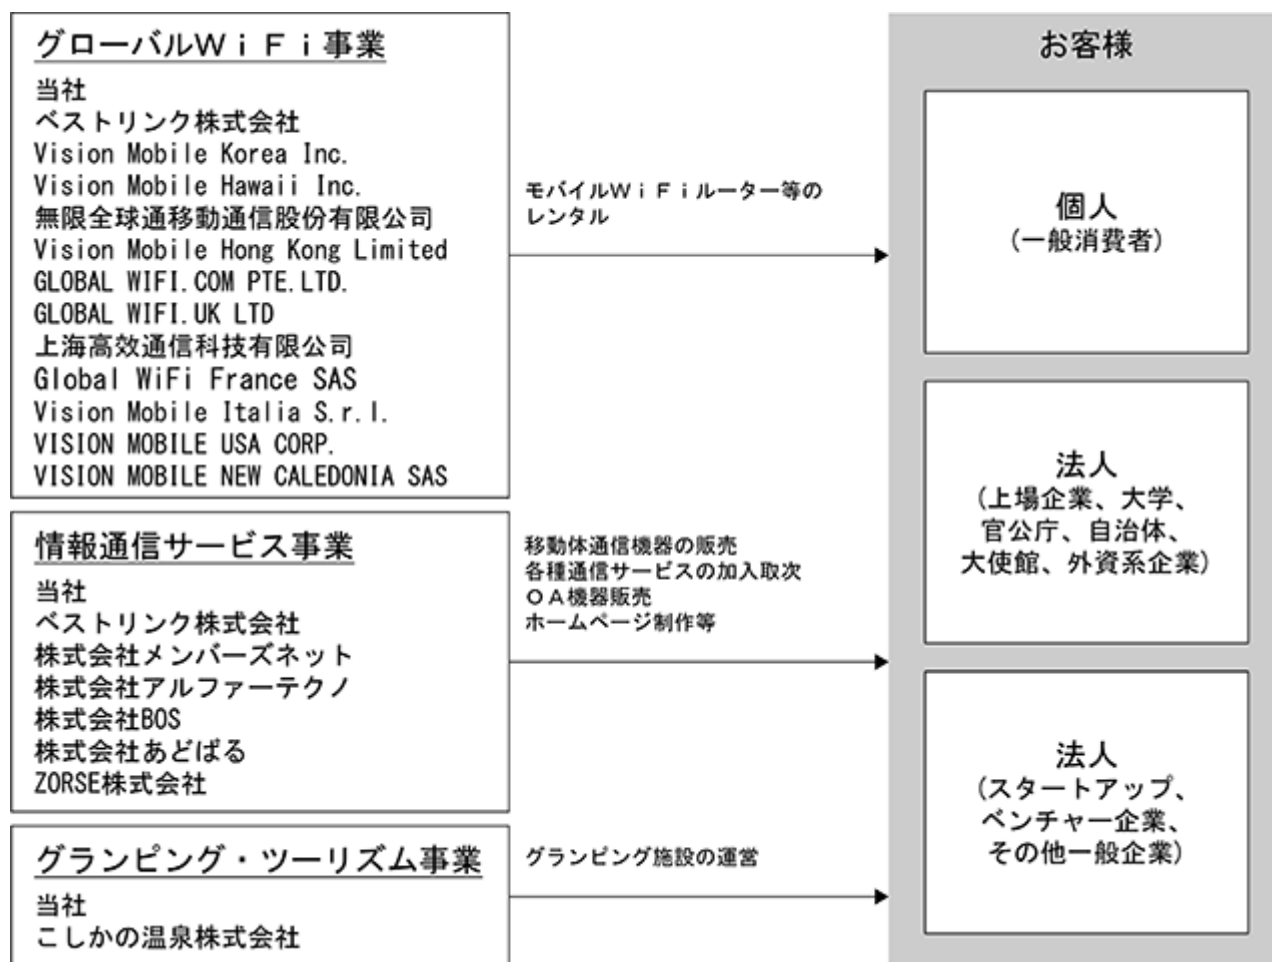 グローバルＷｉＦｉ事業
当社
ベストリンク株式会社
Vision Mobile Korea Inc.
Vision Mobile Hawaii Inc.
無限全球通移動通信股份有限公司
Vision Mobile Hong Kong Limited
GLOBAL WIFI.COM PTE.LTD.
GLOBAL WIFI.UK LTD
上海高效通信科技有限公司
Global WiFi France SAS
Vision Mobile Italia S.r.l.
VISION MOBILE USA CORP.
VISION MOBILE NEW CALEDONIA SAS
モバイルＷｉＦｉルーター等の
レンタル
情報通信サービス事業
当社
ベストリンク株式会社
株式会社メンバーズネット
株式会社アルファーテクノ
株式会社BOS
株式会社あどばる
ZORSE株式会社
移動体通信機器の販売
各種通信サービスの加入取次
ＯＡ機器販売
ホームページ制作等
グランピング・ツーリズム事業
当社
こしかの温泉株式会社
グランピング施設の運営
お客様
個人
(一般消費者)
法人
(上場企業、大学、
官公庁、自治体、
大使館、外資系企業)
法人
(スタートアップ、
ベンチャー企業、
その他一般企業)